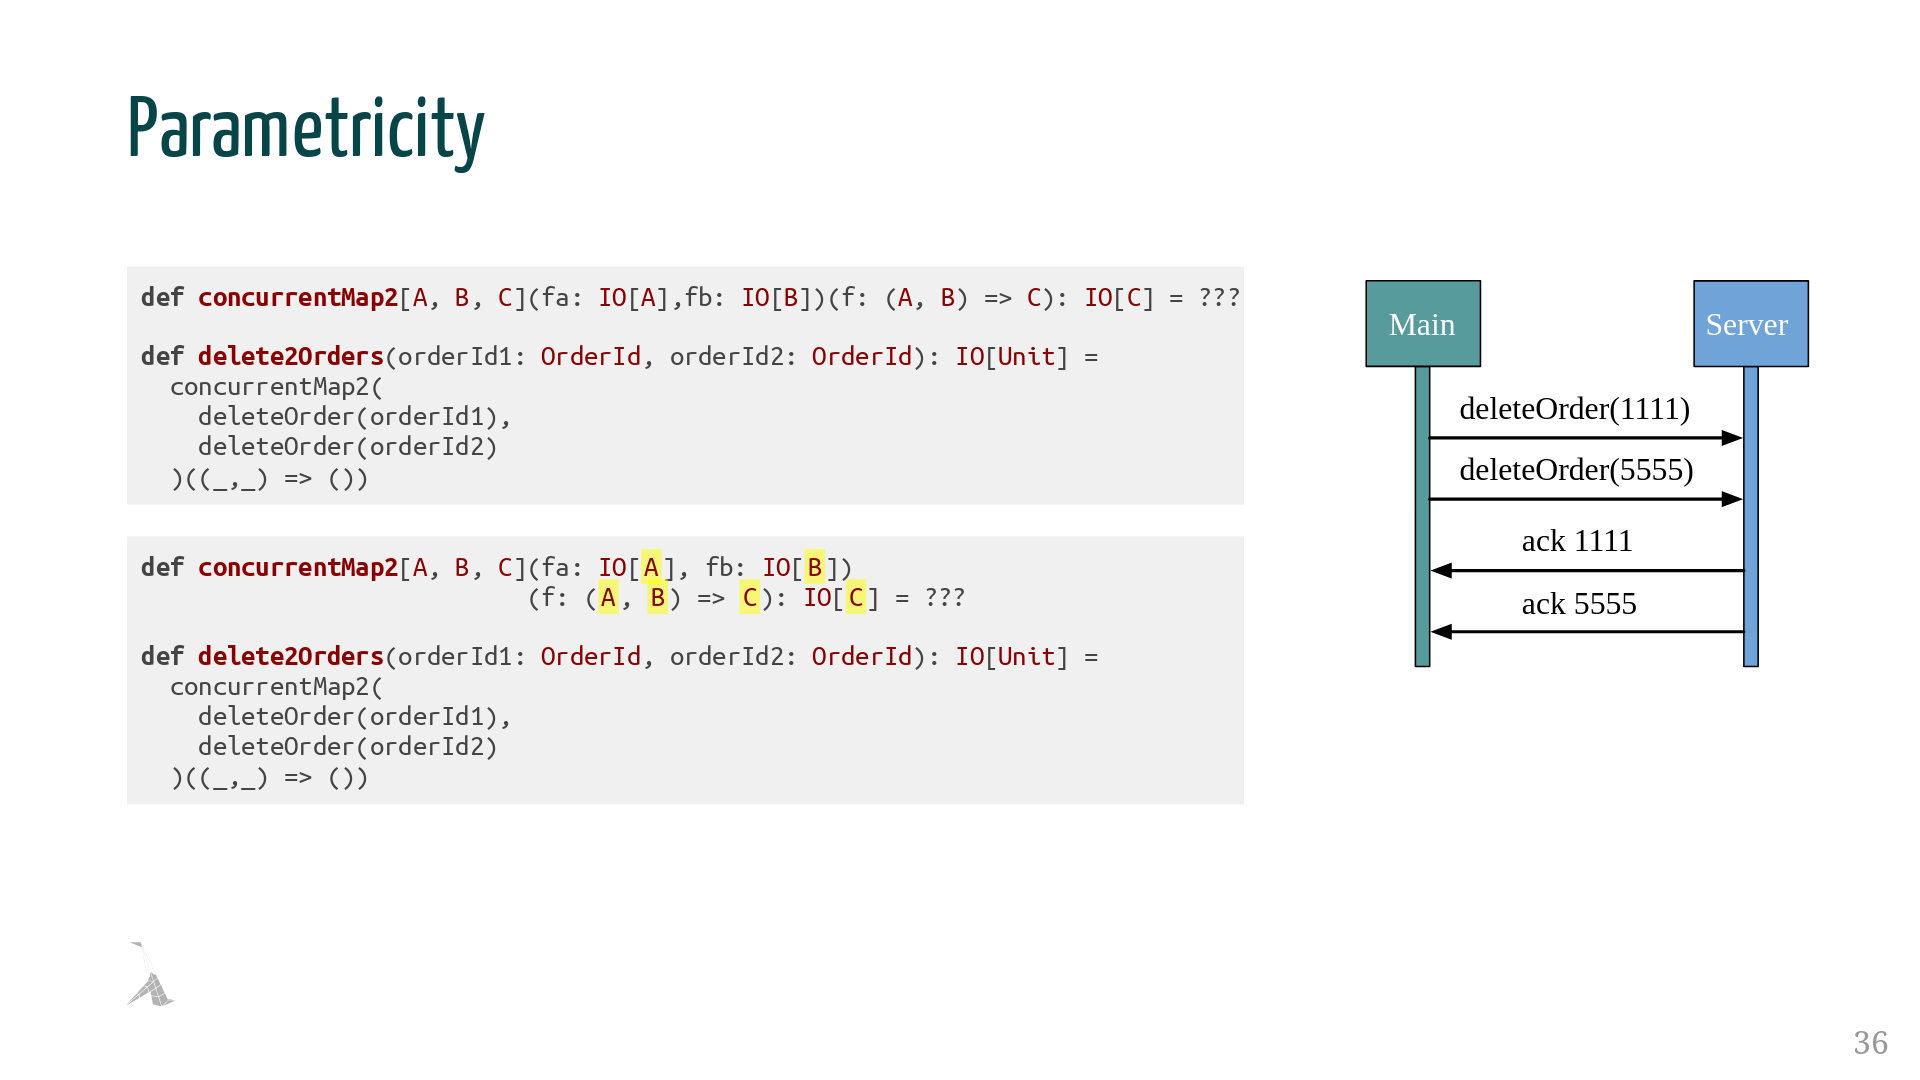 Parametricity
def concurrentMap2[A, B, C](fa: IO[A],fb: IO[B])(f: (A, B) => C): IO[C] = ???
def delete2Orders(orderId1: OrderId, orderId2: OrderId): IO[Unit] =
concurrentMap2(
deleteOrder(orderId1),
deleteOrder(orderId2)
)((_,_) => ())
def concurrentMap2[A, B, C](fa: IO[A], fb: IO[B])
(f: (A, B) => C): IO[C] = ???
def delete2Orders(orderId1: OrderId, orderId2: OrderId): IO[Unit] =
concurrentMap2(
deleteOrder(orderId1),
deleteOrder(orderId2)
)((_,_) => ())
Main
Server
deleteOrder(1111)
deleteOrder(5555)
ack 1111
ack 5555
36